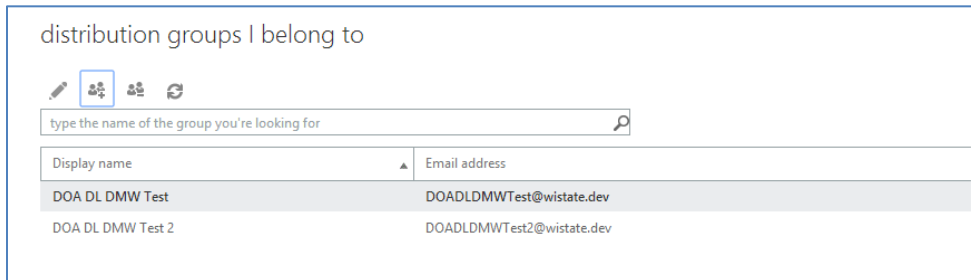 distribution groups I belong to
type the name of the group you're looking for
Display name Email address
DOA DL DMW Test DOADLDMWTest@wistate.dev
DOA DL DMW Test 2 DOADLDMWTest2@wistate.dev